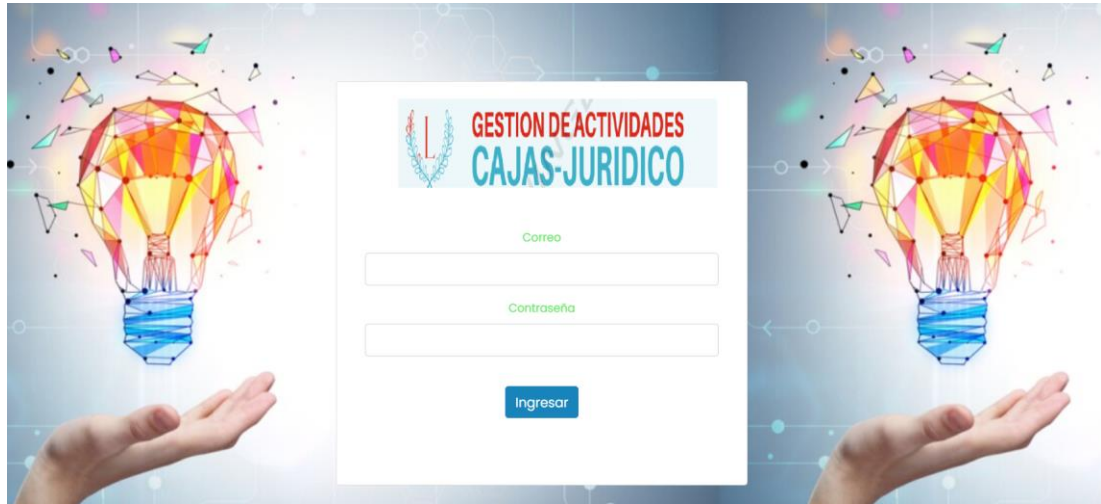 L
GESTION DE ACTIVIDADES
CAJAS-JURIDICO
Correo
Contraseña
Ingresar